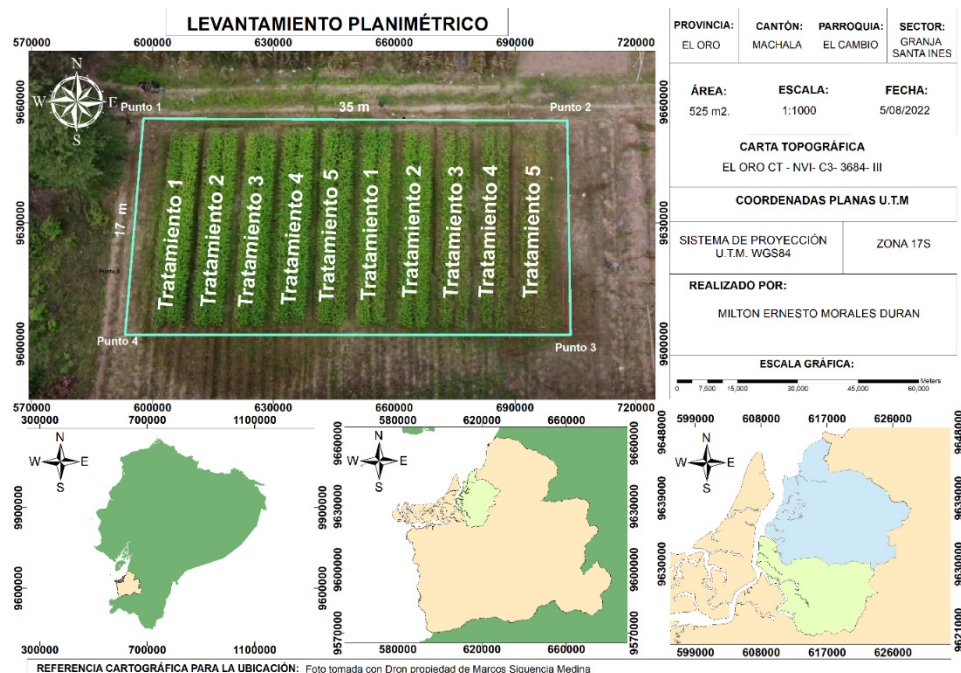 LEVANTAMIENTO PLANIMÉTRICO
570000 600000 630000 660000 690000 720000
9660000
9630000
9600000
N
W E
S
Punto 1
35 m
Punto 2
17 m
Punto 4
Punto 3
Tratamiento 1
Tratamiento 2
Tratamiento 3
Tratamiento 4
Tratamiento 5
Tratamiento 1
Tratamiento 2
Tratamiento 3
Tratamiento 4
Tratamiento 5
9660000
9630000
9600000
570000 600000 630000 660000 690000 720000
PROVINCIA: CANTÓN: PARROQUIA: SECTOR:
EL ORO MACHALA EL CAMBIO GRANJA
SANTA INES
ÁREA: ESCALA: FECHA:
525 m2. 1:1000 5/08/2022
CARTA TOPOGRÁFICA
EL ORO CT - NVI- C3- 3684- III
COORDENADAS PLANAS U.T.M
SISTEMA DE PROYECCIÓN
U.T.M. WGS84
ZONA 17S
REALIZADO POR:
MILTON ERNESTO MORALES DURAN
ESCALA GRÁFICA:
Meters
0 7,500 15,000 30,000 45,000 60,000
300000 700000 1100000
N
W E
S
9900000
9600000
9900000
9600000
300000 700000 1100000
580000 620000 660000
N
W E
S
9660000
9630000
9600000
9570000
9660000
9630000
9600000
9570000
580000 620000 660000
599000 608000 617000 626000
N
W E
S
9648000
9639000
9630000
9621000
9648000
9639000
9630000
9621000
599000 608000 617000 626000
REFERENCIA CARTOGRÁFICA PARA LA UBICACIÓN: Foto tomada con Dron propiedad de Marcos Siguencia Medina